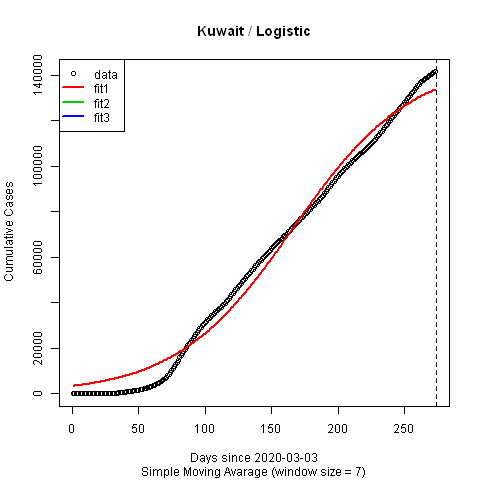 Kuwait / Logistic
data
fit1
fit2
fit3
Cumulative Cases
0
20000
60000
100000
140000
0
50
100
150
200
250
Days since 2020-03-03
Simple Moving Avarage (window size = 7)